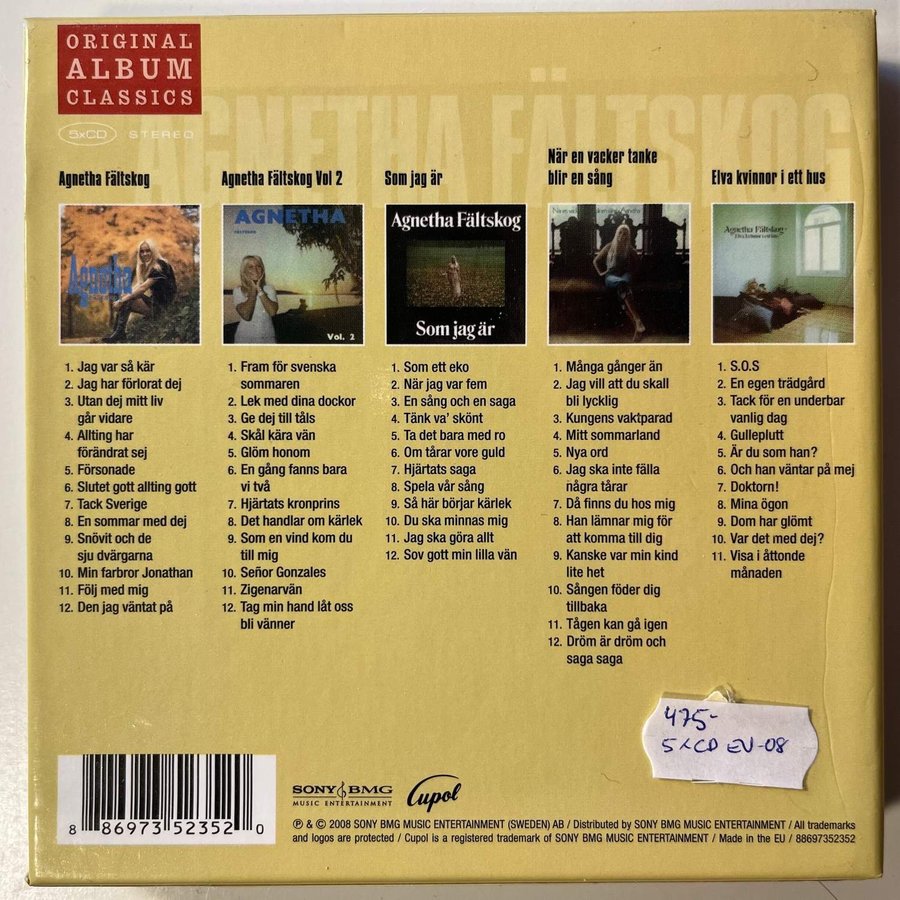 ORIGINAL
ALBUM
CLASSICS
5xCD STEREO
AGNETHA FÄLTSKOG
Agnetha Fältskog
AGNETHA
1. Jag var så kär
2. Jag har förlorat dej
3. Utan dej mitt liv
går vidare
4. Allting har
förändrat sej
5. Försonade
6. Slutet gott allting gott
7. Tack Sverige
8. En sommar med dej
9. Snövit och de
sju dvärgarna
10. Min farbror Jonathan
11. Följ med mig
12. Den jag väntat på
Agnetha Fältskog Vol 2
AGNETHA
FÄLTSKOG
Vol. 2
1. Fram för svenska
sommaren
2. Lek med dina dockor
3. Ge dej till tåls
4. Skål kära vän
5. Glöm honom
6. En gång fanns bara
vi två
7. Hjärtats kronprins
8. Det handlar om kärlek
9. Som en vind kom du
till mig
10. Señor Gonzales
11. Zigenarvän
12. Tag min hand låt oss
bli vänner
Som jag är
Agnetha Fältskog
Som jag är
1. Som ett eko
2. När jag var fem
3. En sång och en saga
4. Tänk va' skönt
5. Ta det bara med ro
6. Om tårar vore guld
7. Hjärtats saga
8. Spela vår sång
9. Så här börjar kärlek
10. Du ska minnas mig
11. Jag ska göra allt
12. Sov gott min lilla vän
När en vacker tanke
blir en sång
1. Många gånger än
2. Jag vill att du skall
bli lycklig
3. Kungens vaktparad
4. Mitt sommarland
5. Nya ord
6. Jag ska inte fälla
några tårar
7. Då finns du hos mig
8. Han lämnar mig för
att komma till dig
9. Kanske var min kind
lite het
10. Sången föder dig
tillbaka
11. Tågen kan gå igen
12. Dröm är dröm och
saga saga
Elva kvinnor i ett hus
Agnetha Fältskog
1. S.O.S
2. En egen trädgård
3. Tack för en underbar
vanlig dag
4. Gulleplutt
5. Är du som han?
6. Och han väntar på mej
7. Doktorn!
8. Mina ögon
9. Dom har glömt
10. Var det med dej?
11. Visa i åttonde
månaden
475-
5xCD EU-08
8 86973 52352 0
SONY BMG
MUSIC ENTERTAINMENT
Cupol
℗ & © 2008 SONY BMG MUSIC ENTERTAINMENT (SWEDEN) AB / Distributed by SONY BMG MUSIC ENTERTAINMENT / All trademarks
and logos are protected / Cupol is a registered trademark of SONY BMG MUSIC ENTERTAINMENT / Made in the EU / 88697352352